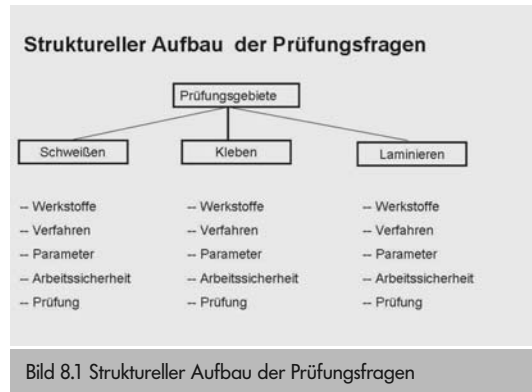 Struktureller Aufbau der Prüfungsfragen
Prüfungsgebiete
Schweißen
Kleben
Laminieren
-- Werkstoffe
-- Verfahren
-- Parameter
-- Arbeitssicherheit
-- Prüfung
-- Werkstoffe
-- Verfahren
-- Parameter
-- Arbeitssicherheit
-- Prüfung
-- Werkstoffe
-- Verfahren
-- Parameter
-- Arbeitssicherheit
-- Prüfung
Bild 8.1 Struktureller Aufbau der Prüfungsfragen